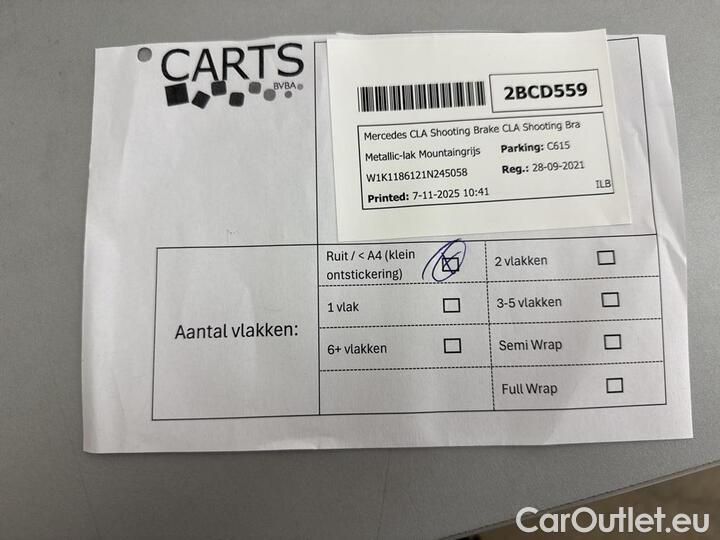 CARTS
BVBA
2BCD559
Mercedes CLA Shooting Brake CLA Shooting Bra
Metallic-lak Mountaingrijs
Parking: C615
W1K1186121N245058
Reg.: 28-09-2021
Printed: 7-11-2025 10:41
ILB
Aantal vlakken:
Ruit / < A4 (klein
ontstickering)
2 vlakken
1 vlak
3-5 vlakken
6+ vlakken
Semi Wrap
Full Wrap
CarOutlet.eu